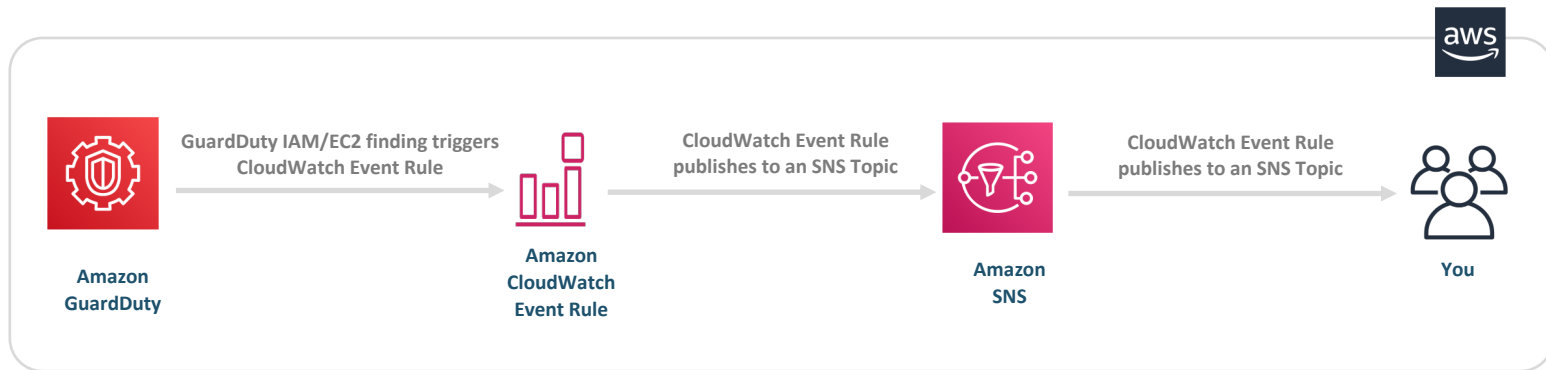 aws
GuardDuty IAM/EC2 finding triggers
CloudWatch Event Rule
CloudWatch Event Rule
publishes to an SNS Topic
CloudWatch Event Rule
publishes to an SNS Topic
Amazon
GuardDuty
Amazon
CloudWatch
Event Rule
Amazon
SNS
You